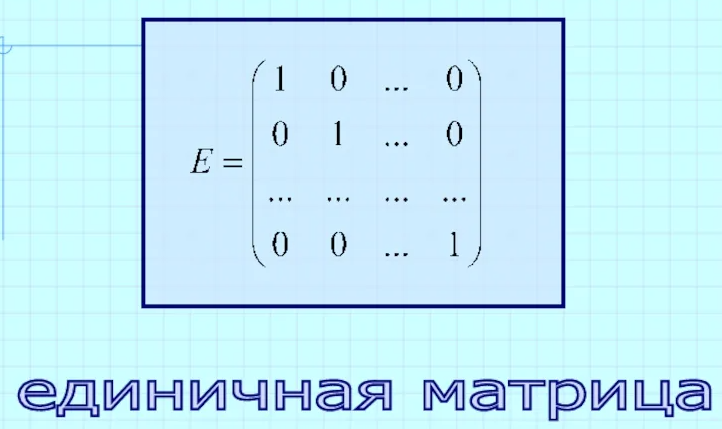 1 0 ... 0
0 1 ... 0
E =
... ... ... ...
0 0 ... 1
единичная матрица